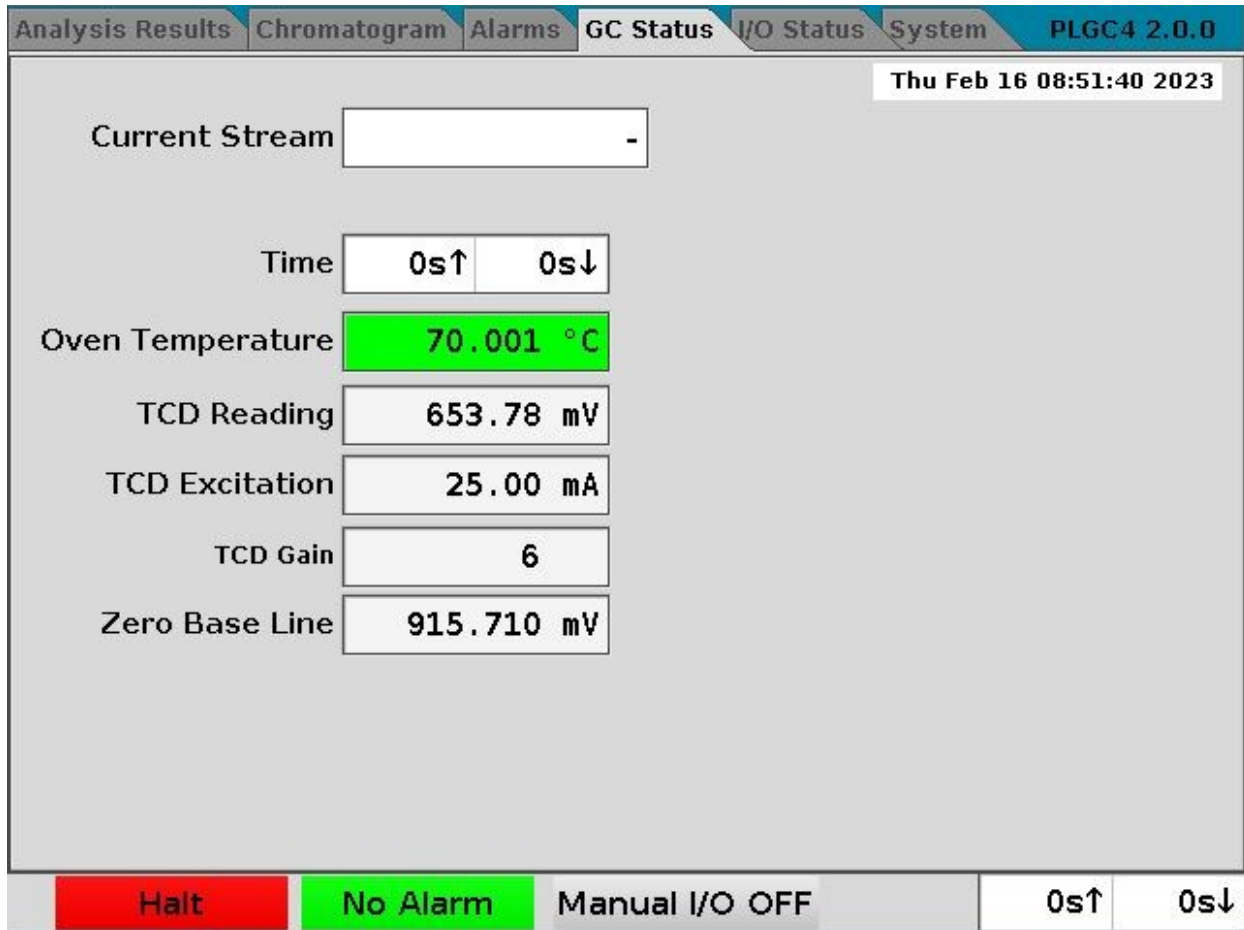 Analysis Results Chromatogram Alarms GC Status I/O Status System PLGC4 2.0.0
Thu Feb 16 08:51:40 2023
Current Stream -
Time 0s↑ 0s↓
Oven Temperature 70.001 °C
TCD Reading 653.78 mV
TCD Excitation 25.00 mA
TCD Gain 6
Zero Base Line 915.710 mV
Halt No Alarm Manual I/O OFF 0s↑ 0s↓